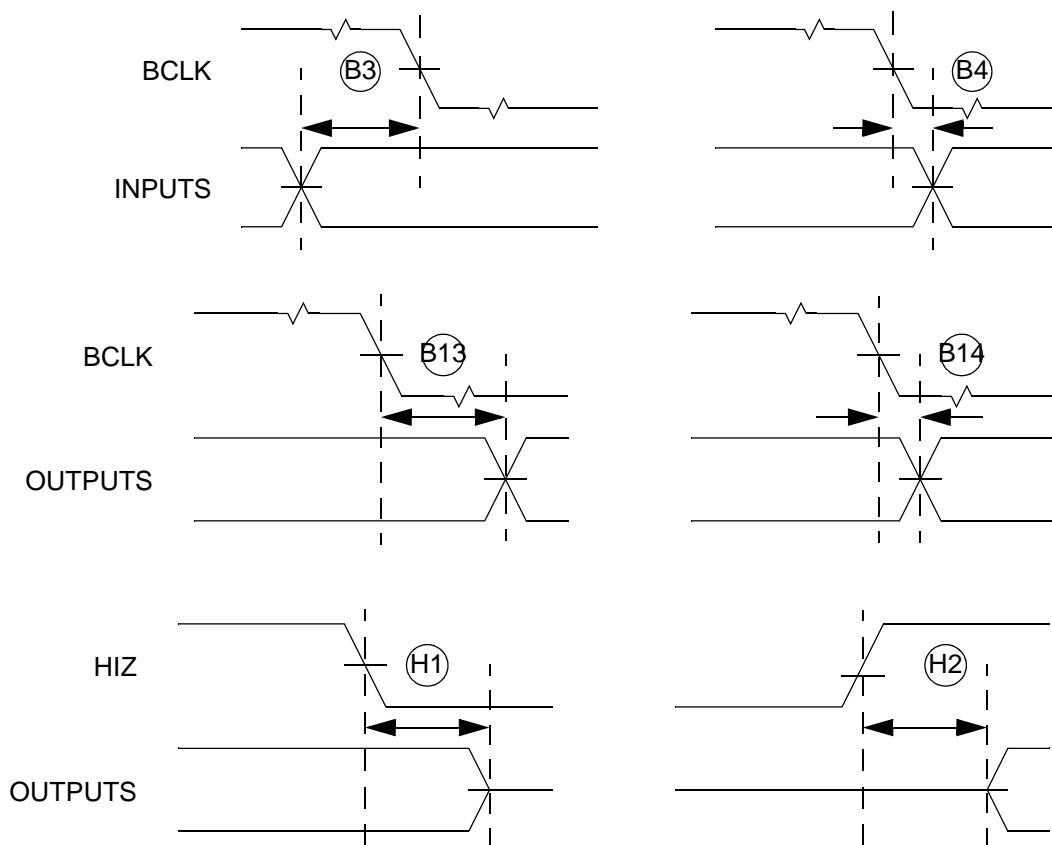 BCLK
B3
B4
INPUTS
BCLK
B13
B14
OUTPUTS
HIZ
H1
H2
OUTPUTS